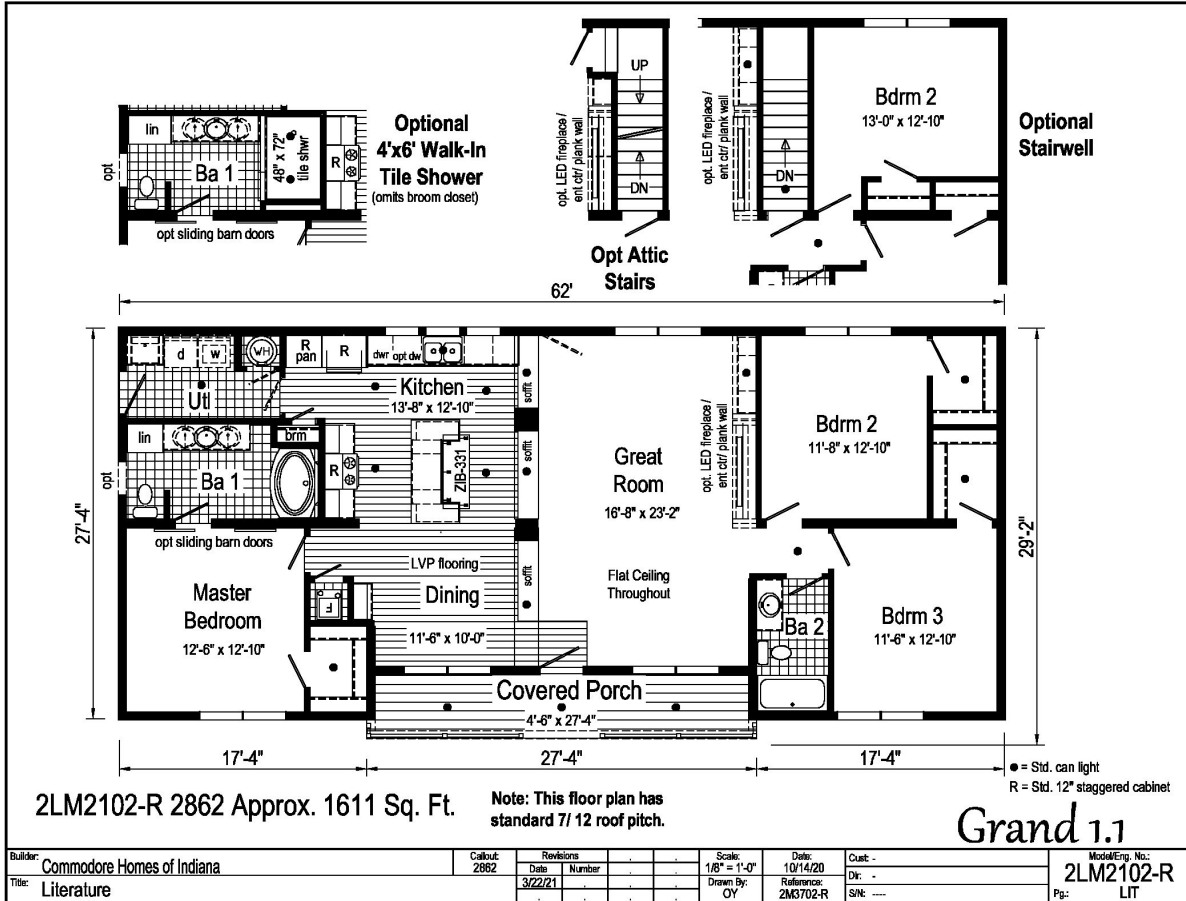 lin
Ba 1
48" x 72"
tile shwr
R
opt
opt sliding barn doors
Optional
4'x6' Walk-In
Tile Shower
(omits broom closet)
opt. LED fireplace /
ent ctr/ plank wall
UP
DN
Opt Attic
Stairs
opt. LED fireplace /
ent ctr/ plank wall
DN
Bdrm 2
13'-0" x 12'-10"
Optional
Stairwell
62'
27'-4"
29'-2"
d
w
WH
Utl
R
pan
R
dwr
opt dw
Kitchen
13'-8" x 12'-10"
soffit
soffit
soffit
lin
Ba 1
brm
R
opt
opt sliding barn doors
ZIB-331
Great
Room
16'-8" x 23'-2"
Flat Ceiling
Throughout
opt. LED fireplace /
ent ctr/ plank wall
Bdrm 2
11'-8" x 12'-10"
Master
Bedroom
12'-6" x 12'-10"
F
LVP flooring
Dining
11'-6" x 10'-0"
Ba 2
Bdrm 3
11'-6" x 12'-10"
Covered Porch
4'-6" x 27'-4"
17'-4"
27'-4"
17'-4"
● = Std. can light
R = Std. 12" staggered cabinet
2LM2102-R 2862 Approx. 1611 Sq. Ft.
Note: This floor plan has
standard 7/ 12 roof pitch.
Grand 1.1
Builder: Commodore Homes of Indiana
Title: Literature
Callout:
2862
Revisions
Date Number
3/22/21
Scale:
1/8" = 1'-0"
Drawn By:
OY
Date:
10/14/20
Reference:
2M3702-R
Cust: -
Dir: -
S/N: ----
Model/Eng. No.:
2LM2102-R
Pg.: LIT